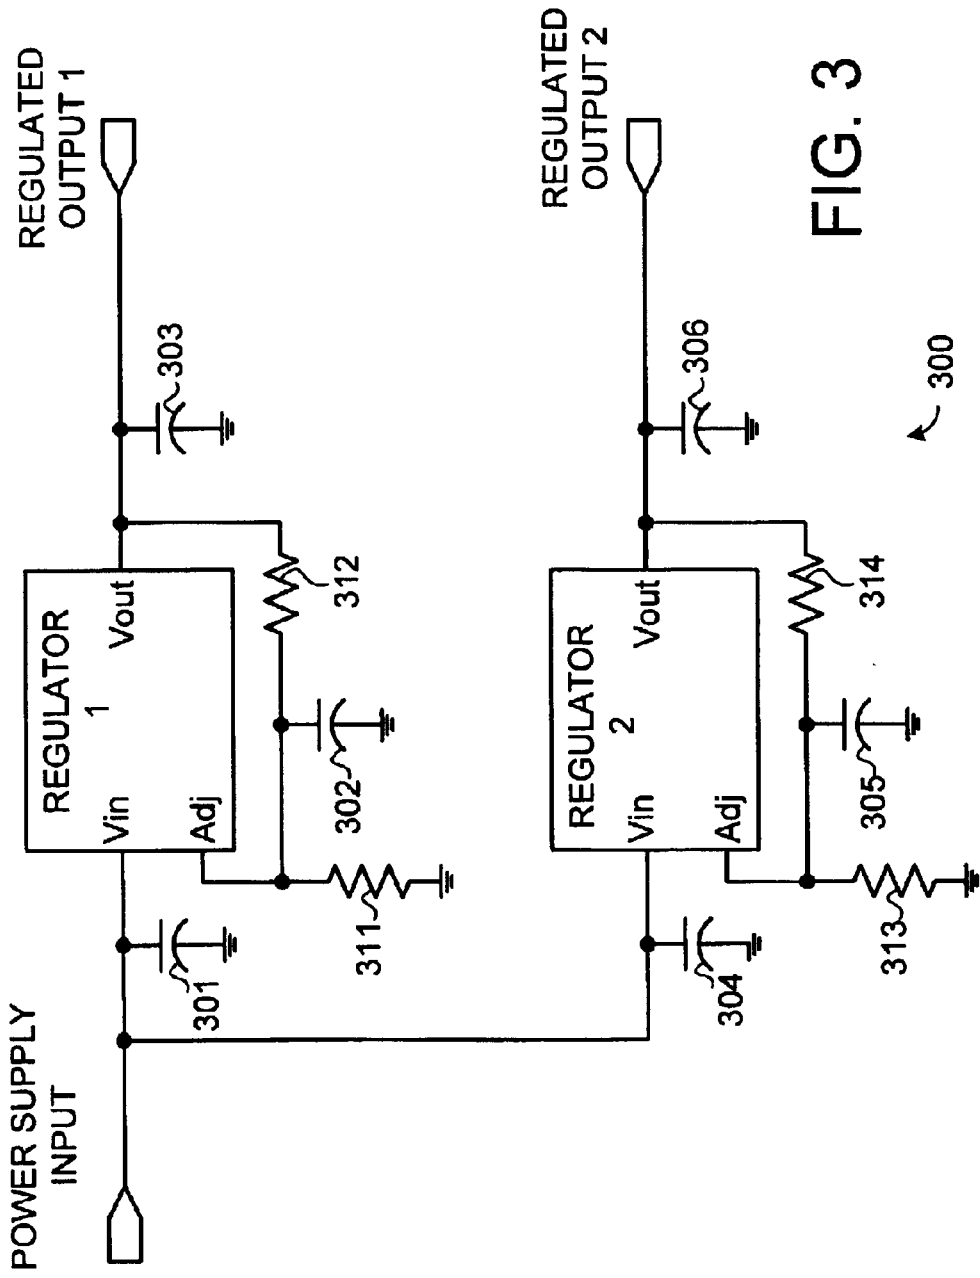 POWER SUPPLY
INPUT
REGULATOR
1
Vin
Adj
Vout
REGULATED
OUTPUT 1
301
311
302
312
303
REGULATOR
2
Vin
Adj
Vout
REGULATED
OUTPUT 2
304
313
305
314
306
300
FIG. 3